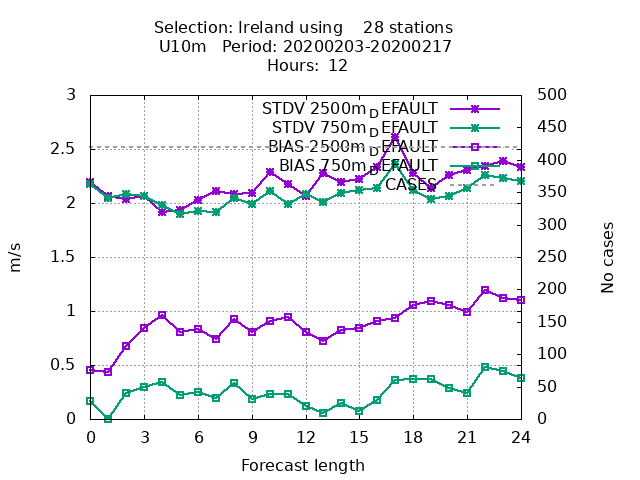 Selection: Ireland using    28 stations
U10m   Period: 20200203-20200217
Hours: 12
3 500
STDV 2500m_DEFAULT
450
STDV 750m_DEFAULT
2.5 400
BIAS 2500m_DEFAULT
BIAS 750m_DEFAULT
350
CASES
2 300
1.5 250
m/s
No cases
200
1 150
100
0.5 50
0 0
0 3 6 9 12 15 18 21 24
Forecast length